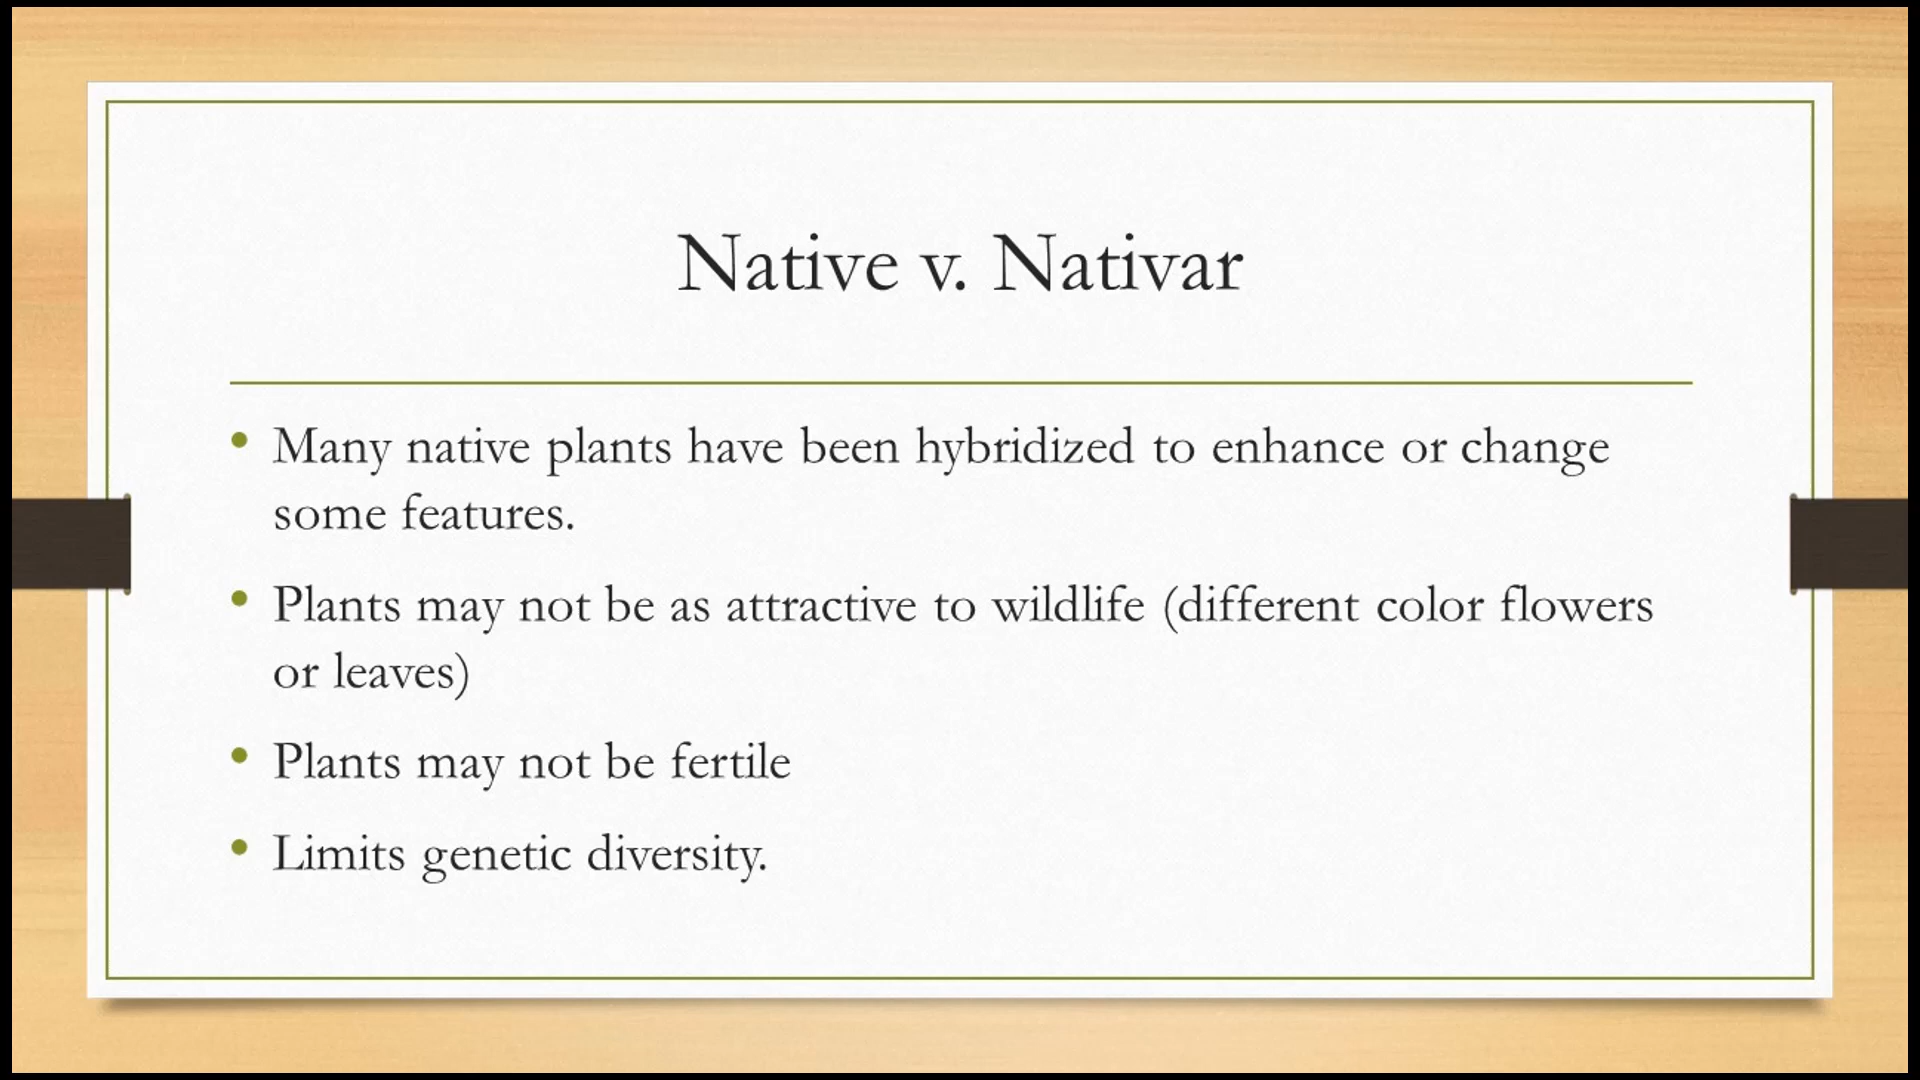 Native v. Nativar
• Many native plants have been hybridized to enhance or change
some features.
• Plants may not be as attractive to wildlife (different color flowers
or leaves)
• Plants may not be fertile
• Limits genetic diversity.